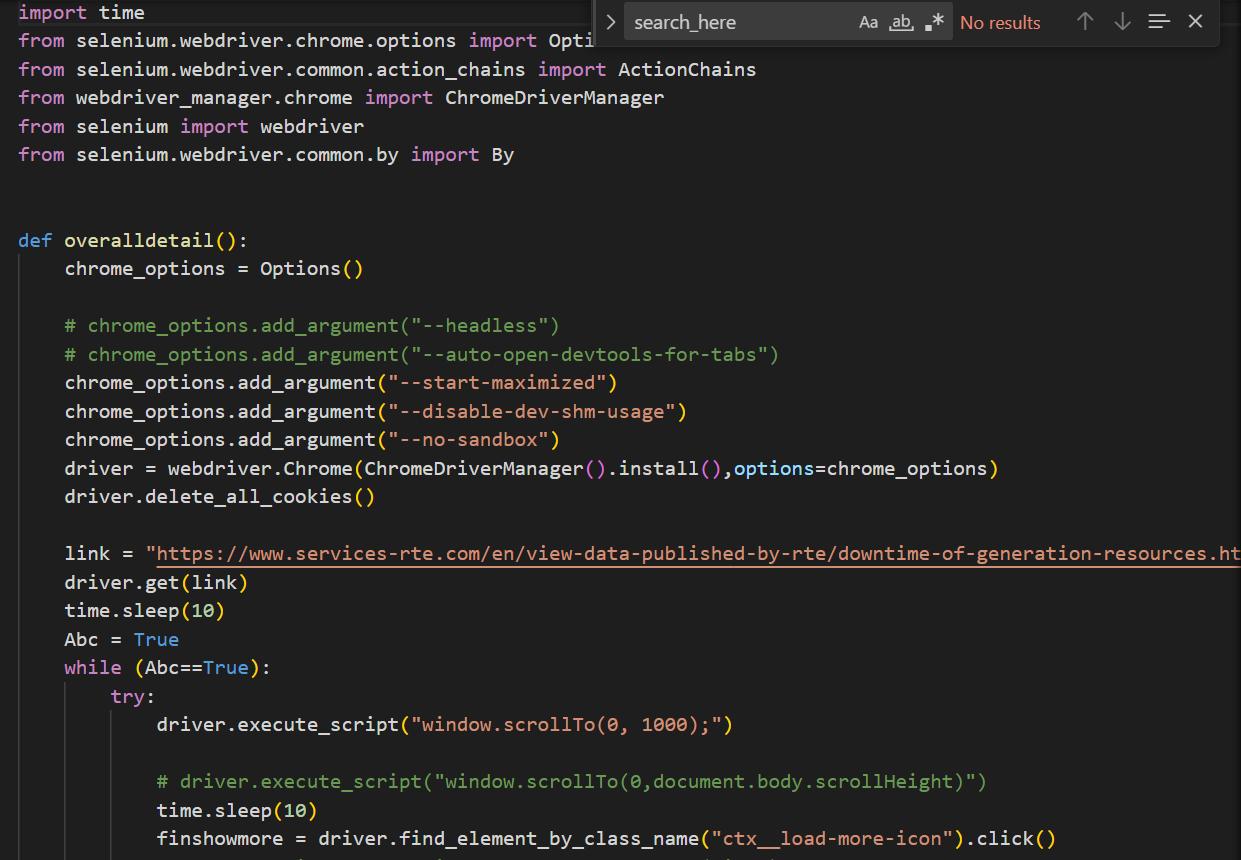 import time
from selenium.webdriver.chrome.options import Opti
search_here Aa ab .* No results
from selenium.webdriver.common.action_chains import ActionChains
from webdriver_manager.chrome import ChromeDriverManager
from selenium import webdriver
from selenium.webdriver.common.by import By
def overalldetail():
chrome_options = Options()
# chrome_options.add_argument("--headless")
# chrome_options.add_argument("--auto-open-devtools-for-tabs")
chrome_options.add_argument("--start-maximized")
chrome_options.add_argument("--disable-dev-shm-usage")
chrome_options.add_argument("--no-sandbox")
driver = webdriver.Chrome(ChromeDriverManager().install(),options=chrome_options)
driver.delete_all_cookies()
link = "https://www.services-rte.com/en/view-data-published-by-rte/downtime-of-generation-resources.ht
driver.get(link)
time.sleep(10)
Abc = True
while (Abc==True):
try:
driver.execute_script("window.scrollTo(0, 1000);")
# driver.execute_script("window.scrollTo(0,document.body.scrollHeight)")
time.sleep(10)
finshowmore = driver.find_element_by_class_name("ctx__load-more-icon").click()